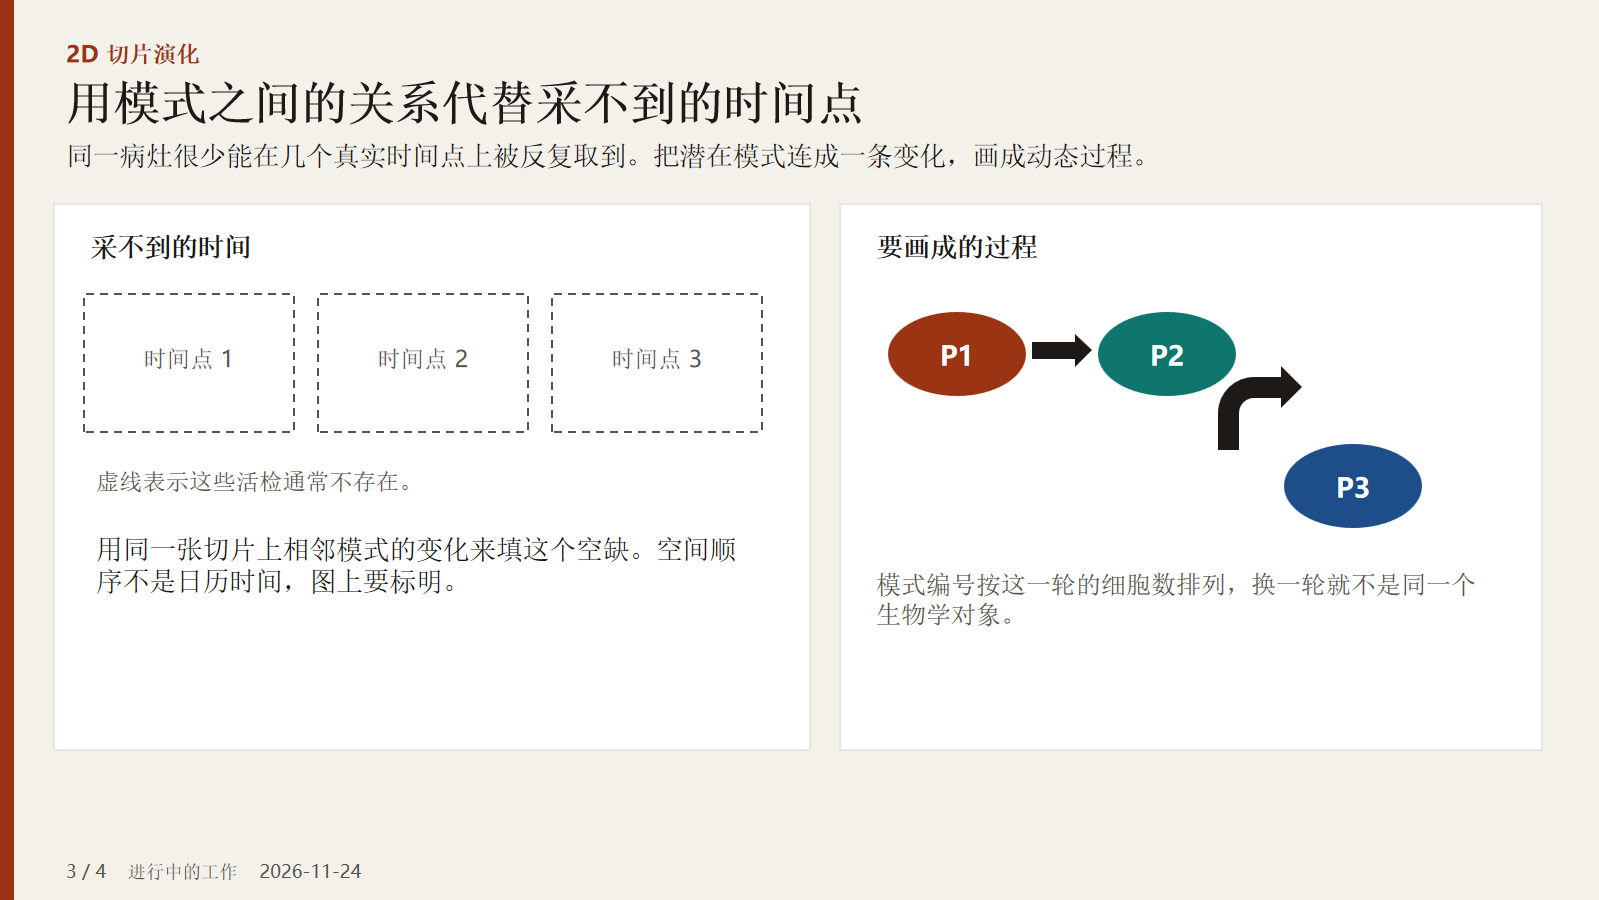 2D 切片演化
用模式之间的关系代替采不到的时间点
同一病灶很少能在几个真实时间点上被反复取到。把潜在模式连成一条变化，画成动态过程。
采不到的时间
时间点 1
时间点 2
时间点 3
虚线表示这些活检通常不存在。
用同一张切片上相邻模式的变化来填这个空缺。空间顺
序不是日历时间，图上要标明。
要画成的过程
P1
P2
P3
模式编号按这一轮的细胞数排列，换一轮就不是同一个
生物学对象。
3 / 4 进行中的工作 2026-11-24